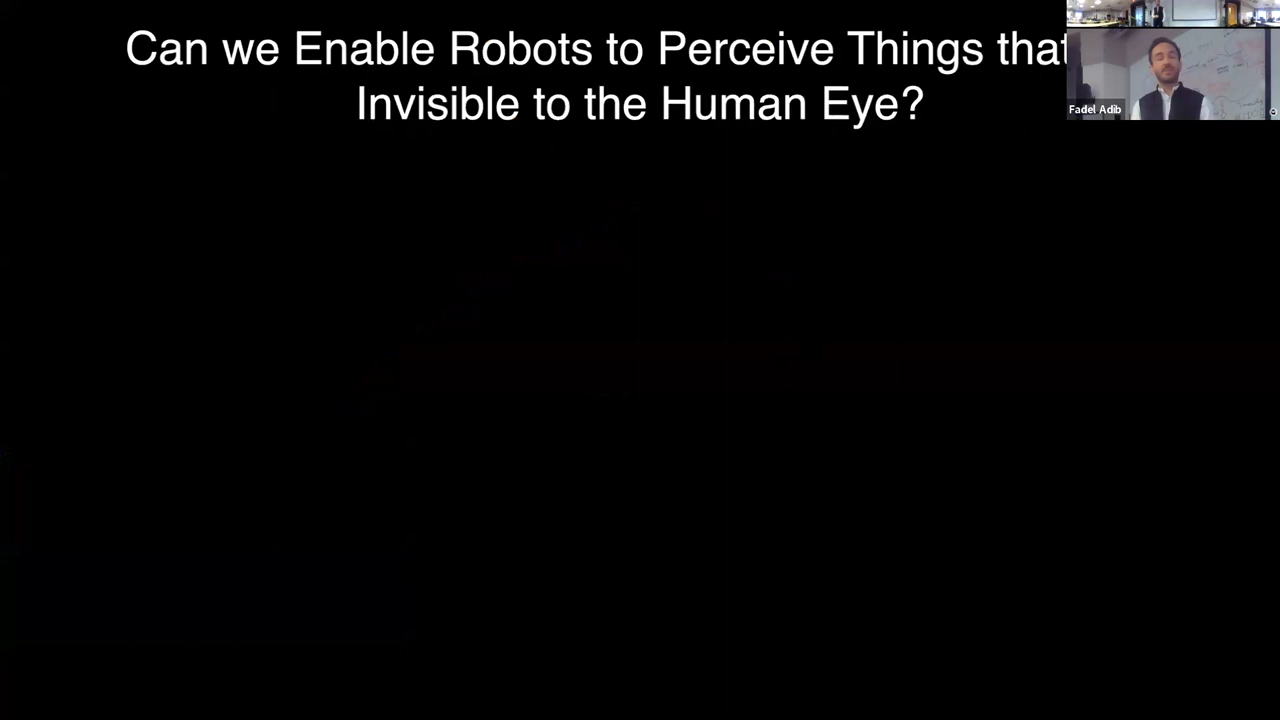 Can we Enable Robots to Perceive Things that
Invisible to the Human Eye?
Fadel Adib